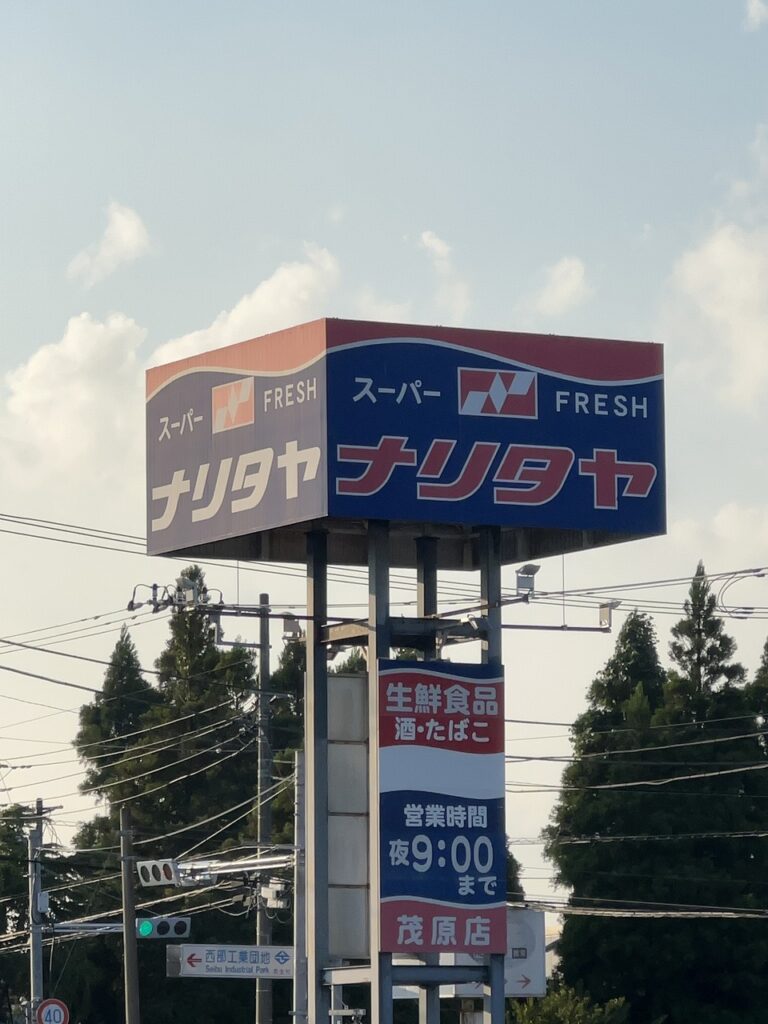 スーパー FRESH
ナリタヤ
スーパー FRESH
ナリタヤ
生鮮食品
酒・たばこ
営業時間
夜9:00
まで
茂原店
西部工業団地
Seibu Industrial Park
40